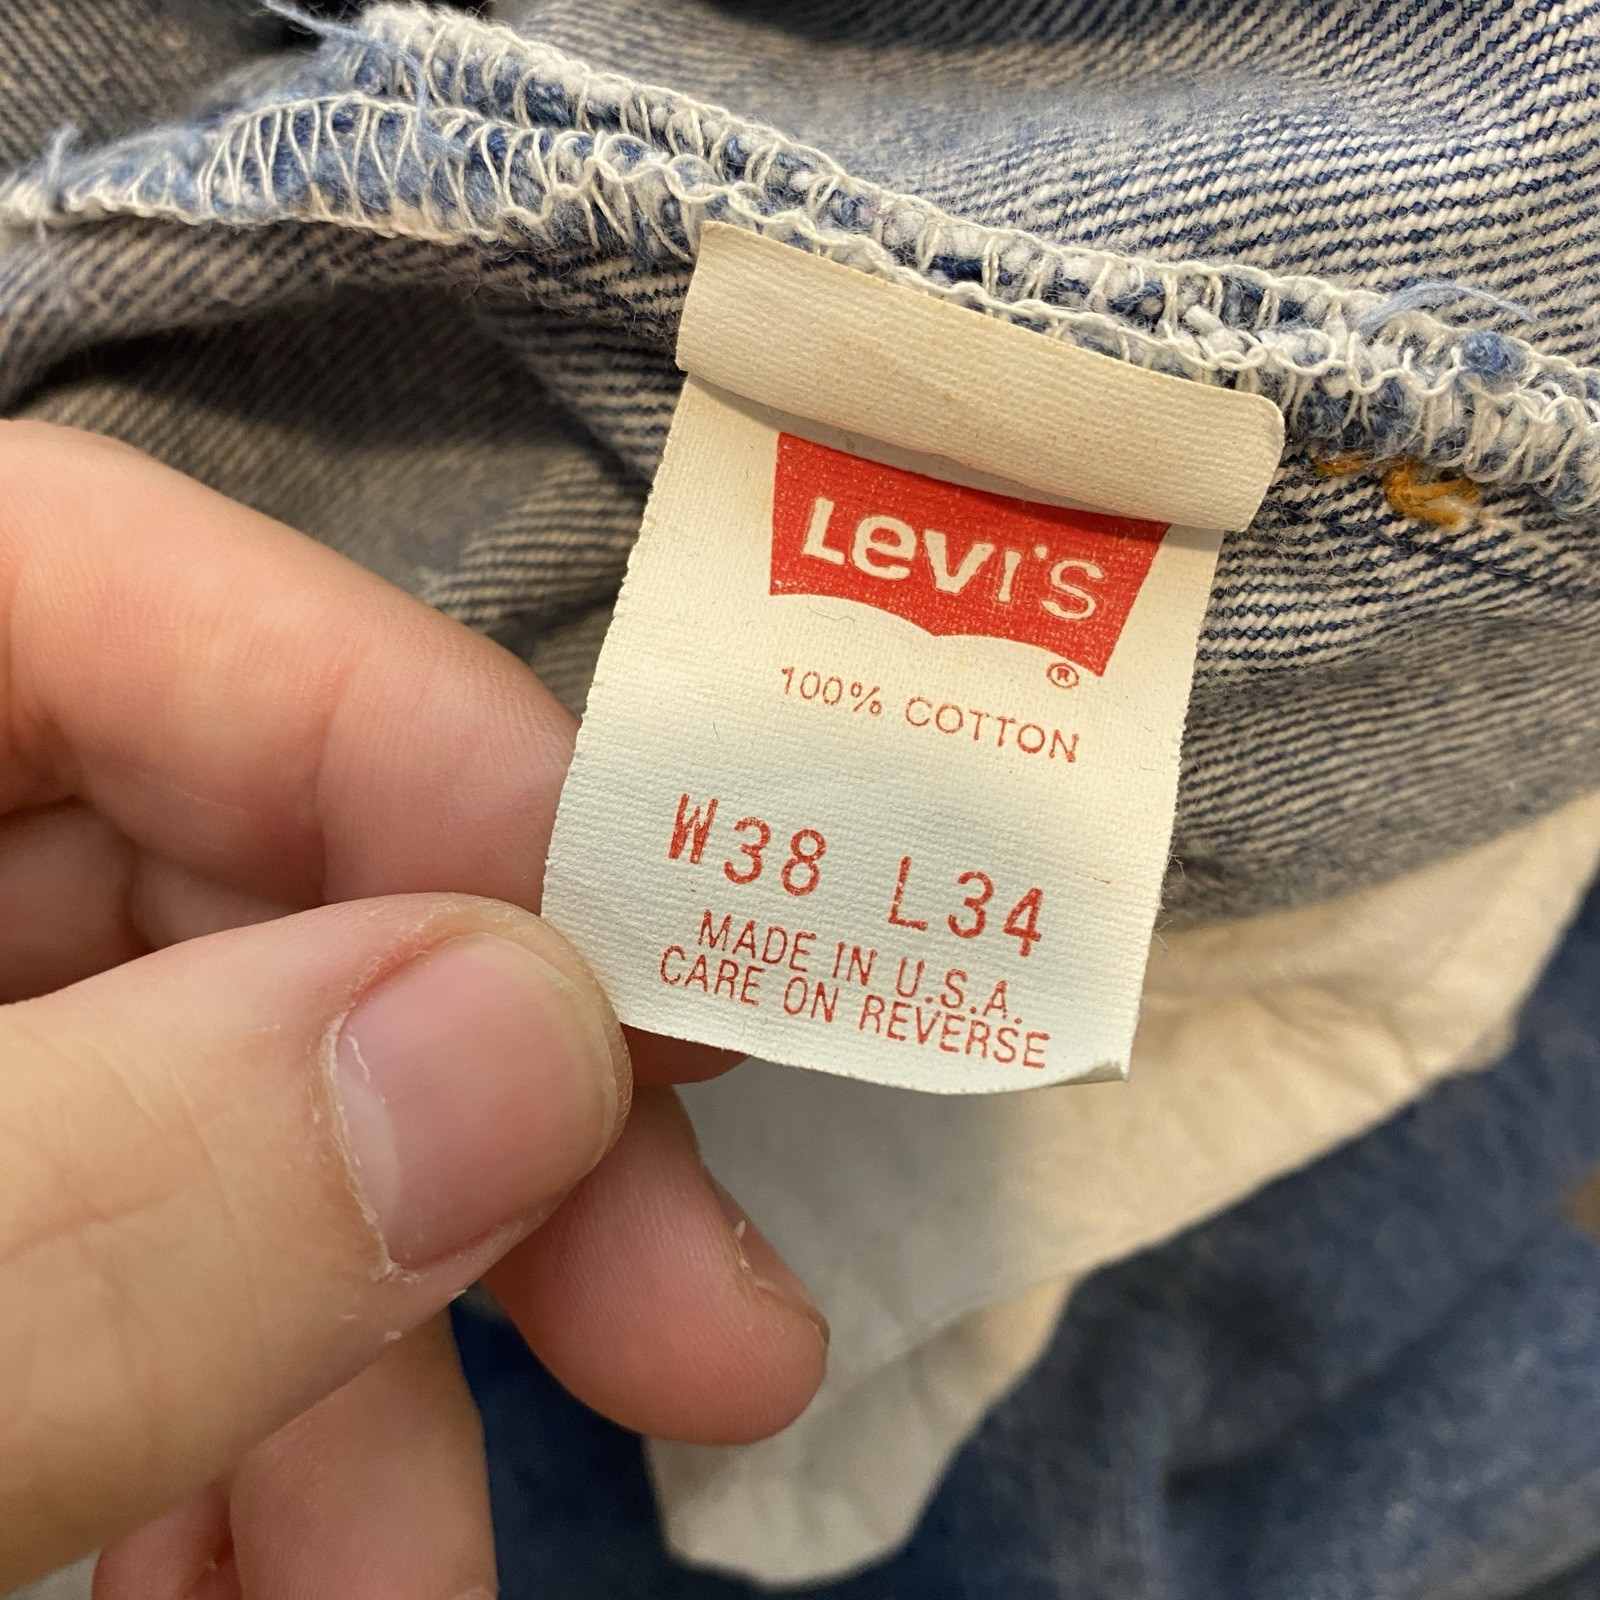 Levi's
®
100% COTTON
W38 L34
MADE IN U.S.A.
CARE ON REVERSE